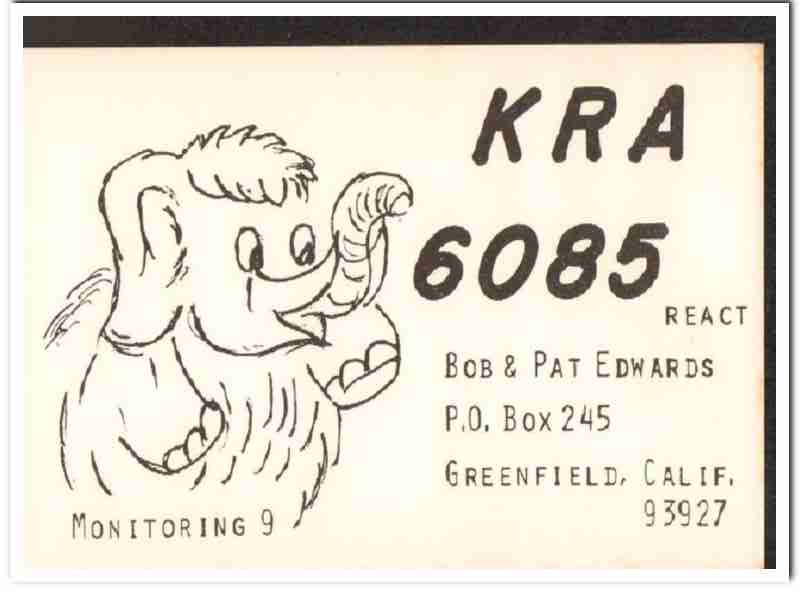 KRA
6085
REACT
BOB & PAT EDWARDS
P.O. BOX 245
GREENFIELD, CALIF.
93927
MONITORING 9